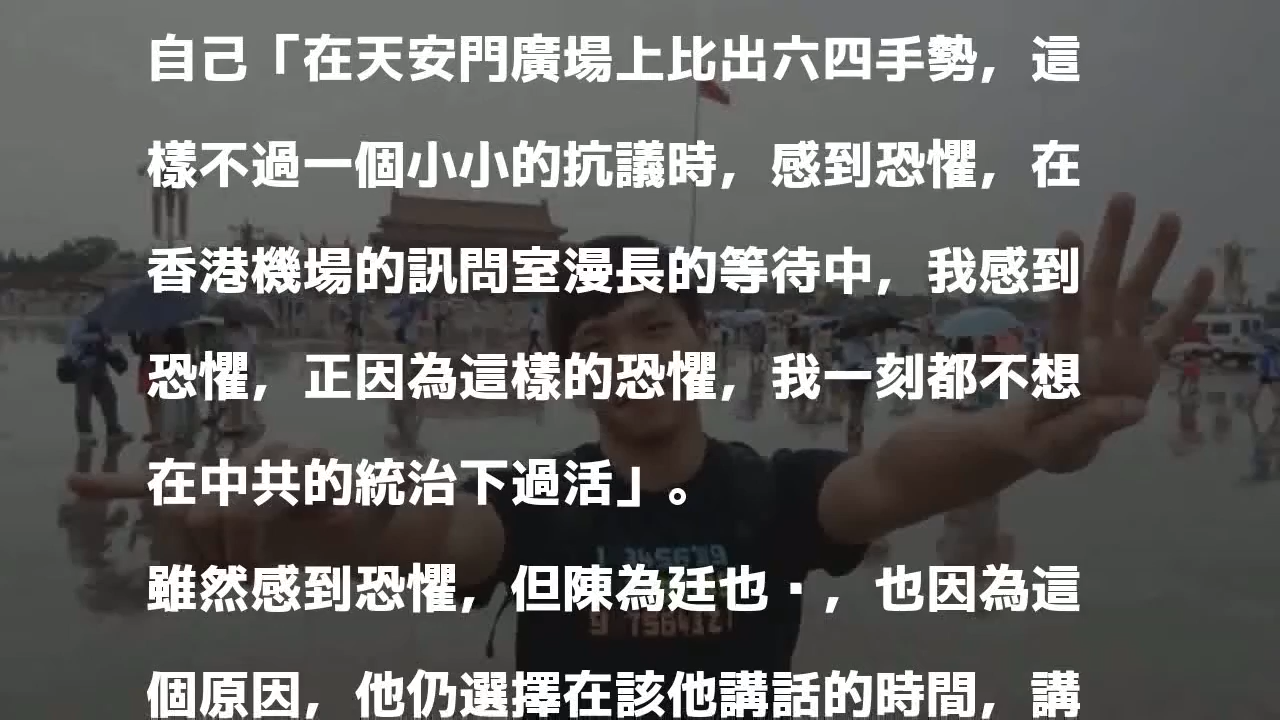 自己「在天安門廣場上比出六四手勢，這
樣不過一個小小的抗議時，感到恐懼，在
香港機場的訊問室漫長的等待中，我感到
恐懼，正因為這樣的恐懼，我一刻都不想
在中共的統治下過活」。
雖然感到恐懼，但陳為廷也▪，也因為這
個原因，他仍選擇在該他講話的時間，講